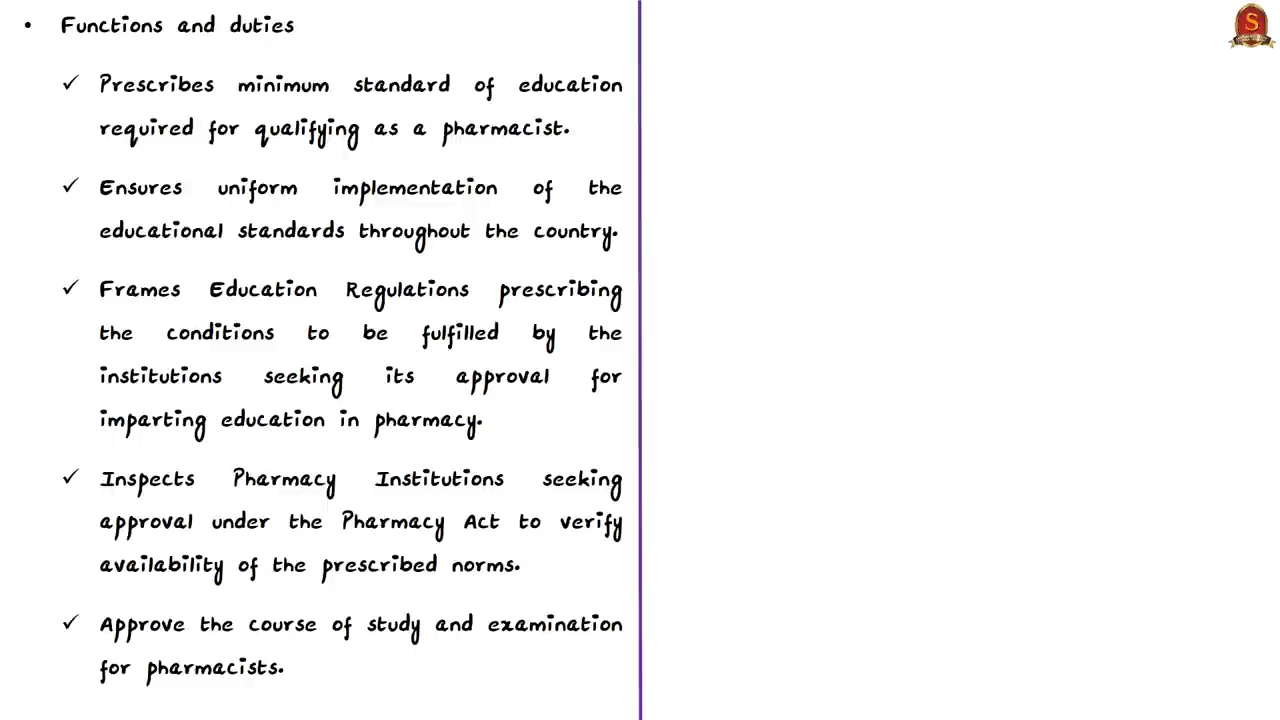 • Functions and duties
✓ Prescribes minimum standard of education
required for qualifying as a pharmacist.
✓ Ensures uniform implementation of the
educational standards throughout the country.
✓ Frames Education Regulations prescribing
the conditions to be fulfilled by the
institutions seeking its approval for
imparting education in pharmacy.
✓ Inspects Pharmacy Institutions seeking
approval under the Pharmacy Act to verify
availability of the prescribed norms.
✓ Approve the course of study and examination
for pharmacists.
S